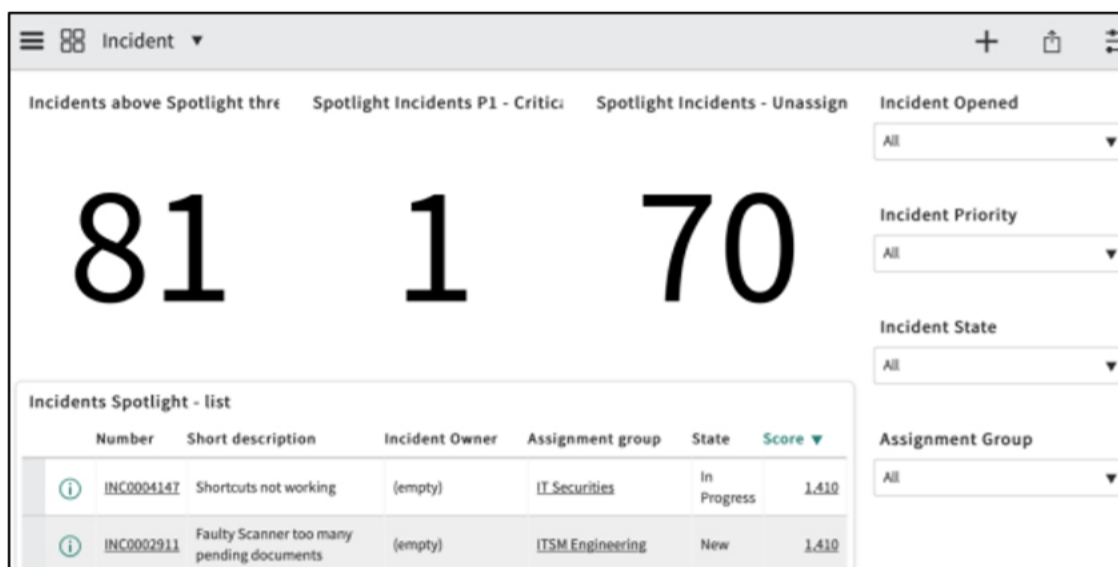 Incident ▼
Incidents above Spotlight thre
Spotlight Incidents P1 - Critica
Spotlight Incidents - Unassign
81
1
70
Incident Opened
All
Incident Priority
All
Incident State
All
Assignment Group
All
Incidents Spotlight - list
Number Short description Incident Owner Assignment group State Score ▼
INC0004147 Shortcuts not working (empty) IT Securities In Progress 1,410
INC0002911 Faulty Scanner too many pending documents (empty) ITSM Engineering New 1,410